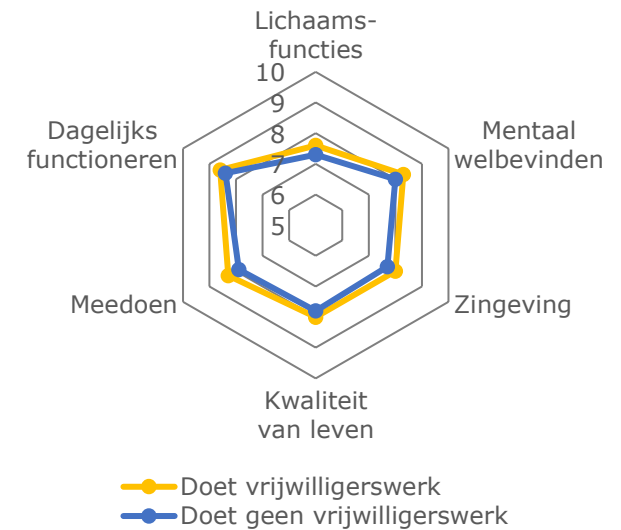 Lichaams-
functies
10
9
8
7
6
5
Mentaal
welbevinden
Zingeving
Kwaliteit
van leven
Meedoen
Dagelijks
functioneren
Doet vrijwilligerswerk
Doet geen vrijwilligerswerk